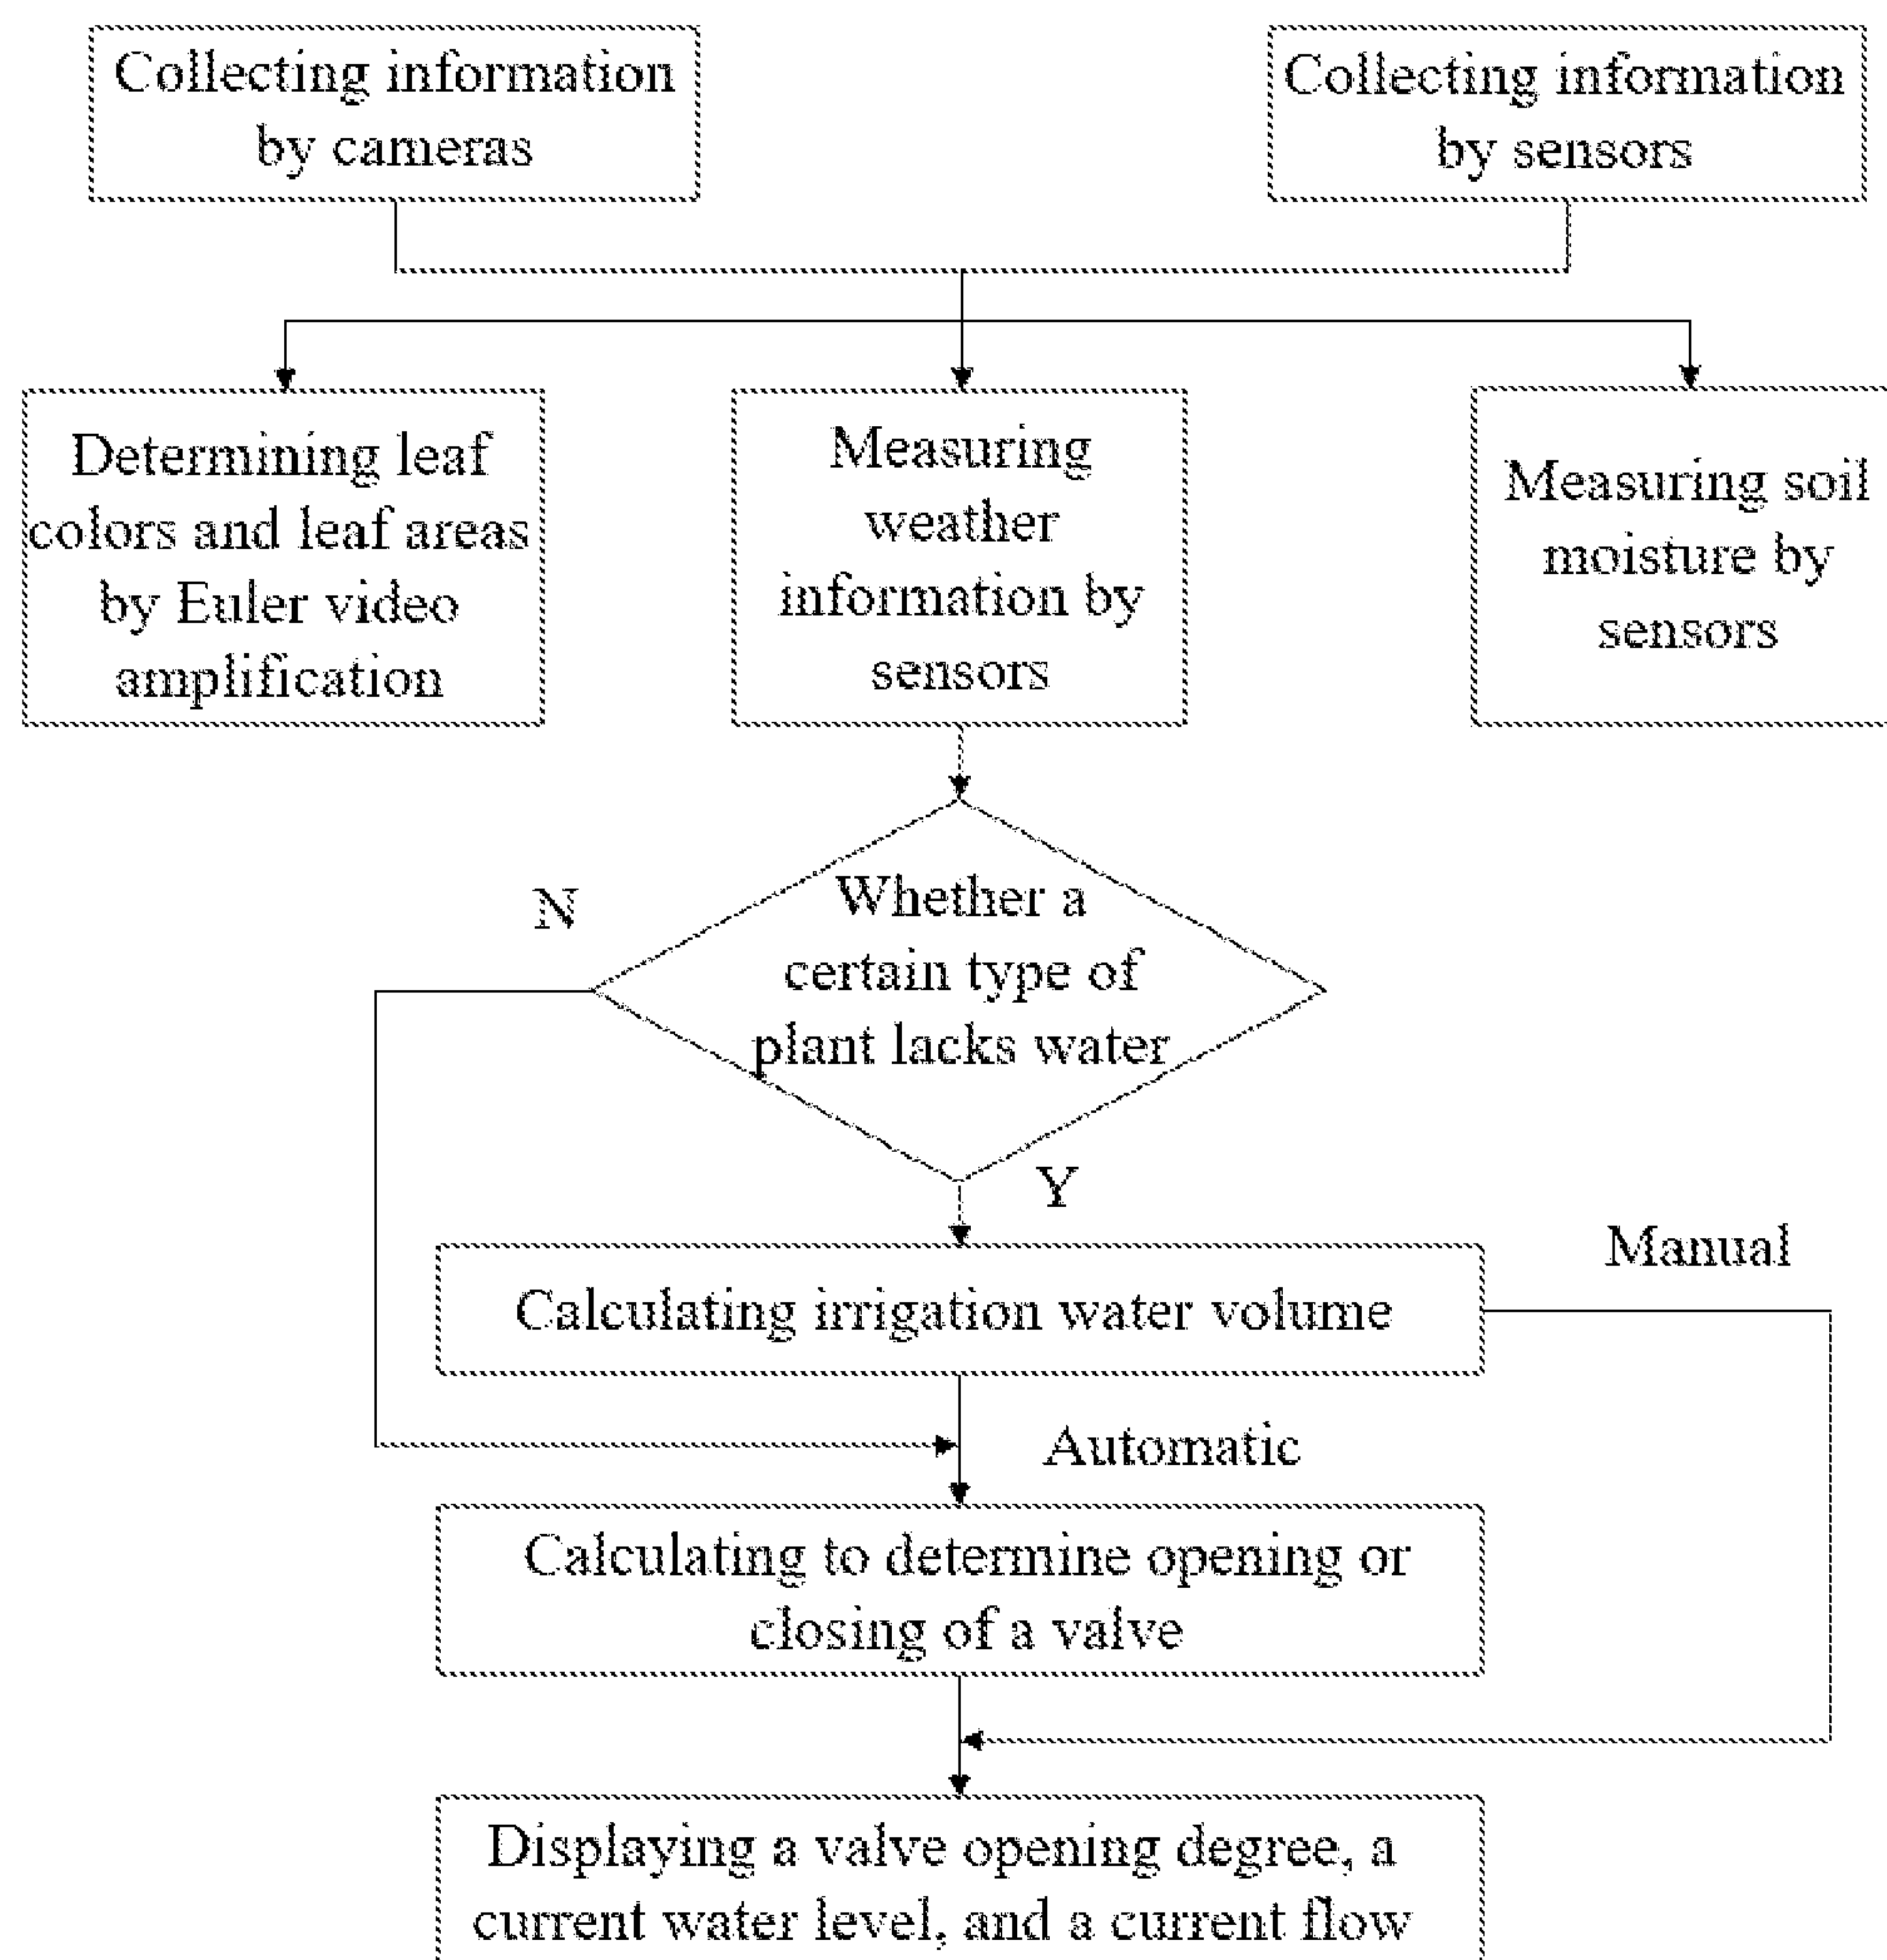 Collecting information
by cameras
Collecting information
by sensors
Determining leaf
colors and leaf areas
by Euler video
amplification
Measuring
weather
information by
sensors
Measuring soil
moisture by
sensors
N
Whether a
certain type of
plant lacks water
Y
Calculating irrigation water volume
Manual
Automatic
Calculating to determine opening or
closing of a valve
Displaying a valve opening degree, a
current water level, and a current flow